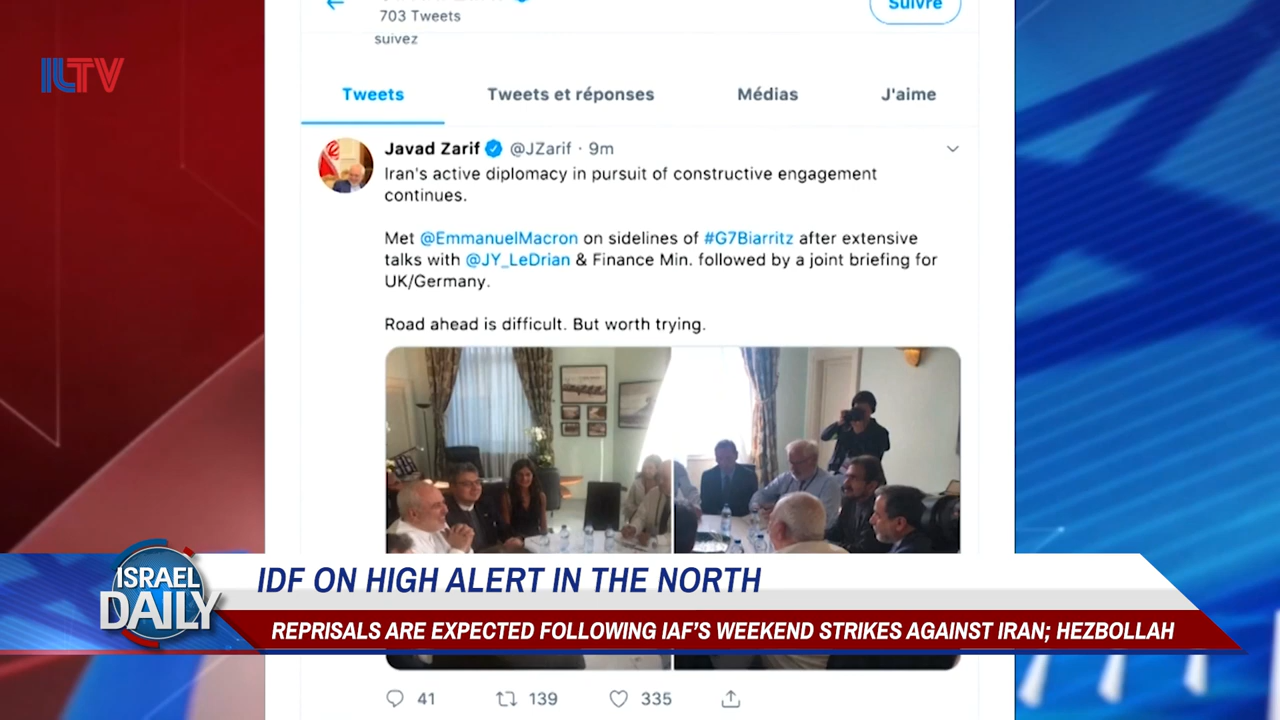 703 Tweets
Suivre
suivez
ILTV
Tweets
Tweets et réponses
Médias
J'aime
Javad Zarif @JZarif · 9m
Iran's active diplomacy in pursuit of constructive engagement
continues.
Met @EmmanuelMacron on sidelines of #G7Biarritz after extensive
talks with @JY_LeDrian & Finance Min. followed by a joint briefing for
UK/Germany.
Road ahead is difficult. But worth trying.
ISRAEL
DAILY
IDF ON HIGH ALERT IN THE NORTH
REPRISALS ARE EXPECTED FOLLOWING IAF'S WEEKEND STRIKES AGAINST IRAN; HEZBOLLAH
41
139
335